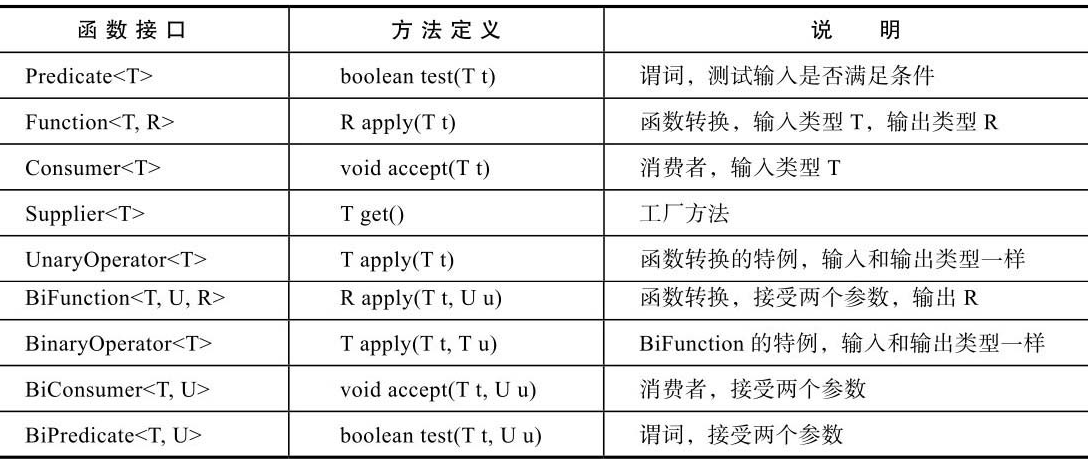 函数接口 方法定义 说 明
Predicate<T> boolean test(T t) 谓词，测试输入是否满足条件
Function<T, R> R apply(T t) 函数转换，输入类型 T，输出类型 R
Consumer<T> void accept(T t) 消费者，输入类型 T
Supplier<T> T get() 工厂方法
UnaryOperator<T> T apply(T t) 函数转换的特例，输入和输出类型一样
BiFunction<T, U, R> R apply(T t, U u) 函数转换，接受两个参数，输出 R
BinaryOperator<T> T apply(T t, T u) BiFunction 的特例，输入和输出类型一样
BiConsumer<T, U> void accept(T t, U u) 消费者，接受两个参数
BiPredicate<T, U> boolean test(T t, U u) 谓词，接受两个参数